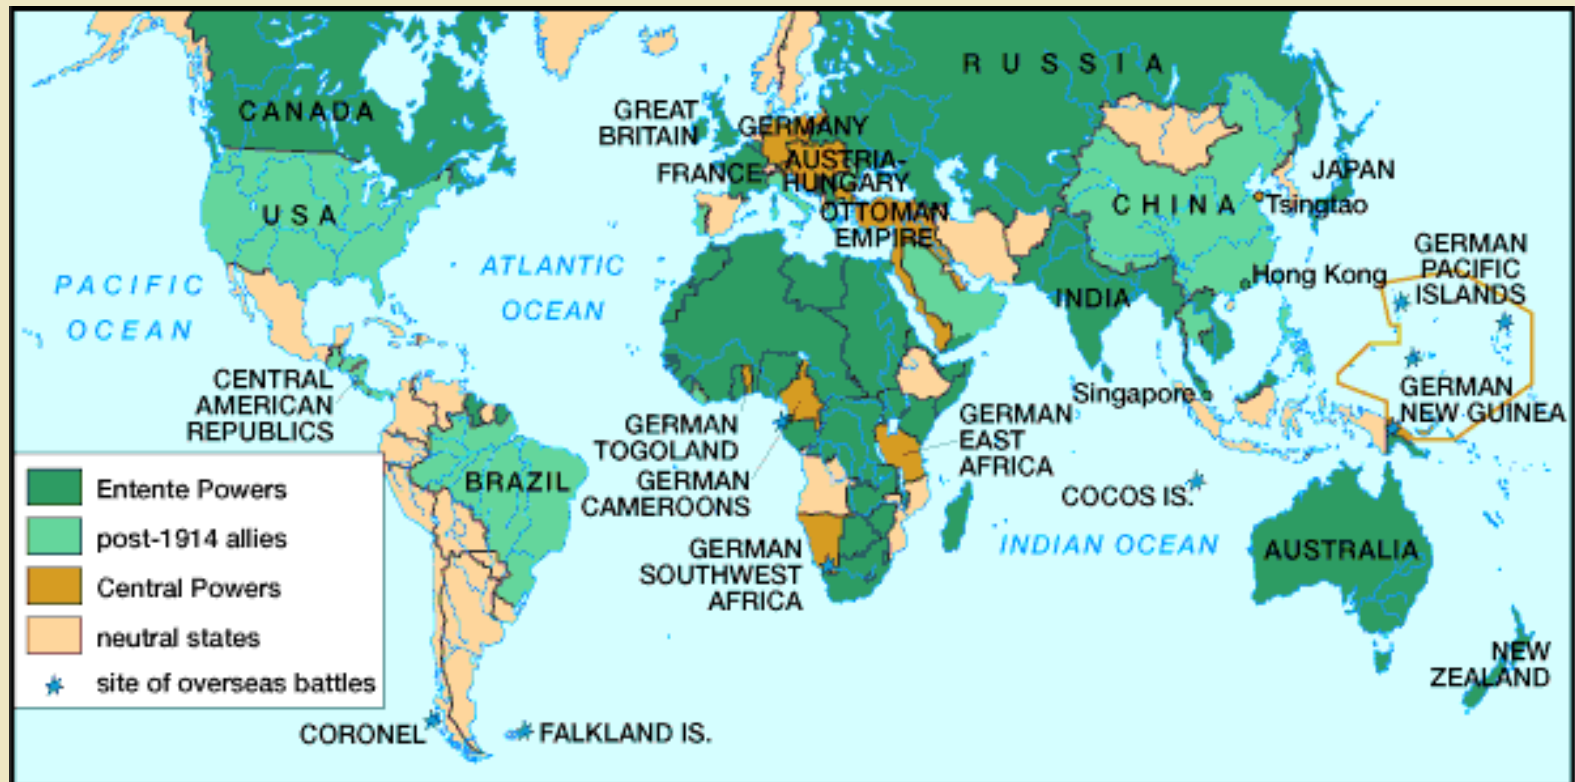 RUSSIA
CANADA
GREAT
BRITAIN
GERMANY
FRANCE
AUSTRIA-
HUNGARY
JAPAN
USA
CHINA
Tsingtao
OTTOMAN
EMPIRE
GERMAN
PACIFIC
ISLANDS
PACIFIC
OCEAN
ATLANTIC
OCEAN
Hong Kong
INDIA
CENTRAL
AMERICAN
REPUBLICS
Singapore
GERMAN
NEW GUINEA
GERMAN
TOGOLAND
GERMAN
CAMEROONS
GERMAN
EAST
AFRICA
BRAZIL
COCOS IS.
INDIAN OCEAN
AUSTRALIA
GERMAN
SOUTHWEST
AFRICA
NEW
ZEALAND
CORONEL
FALKLAND IS.
Entente Powers
post-1914 allies
Central Powers
neutral states
site of overseas battles